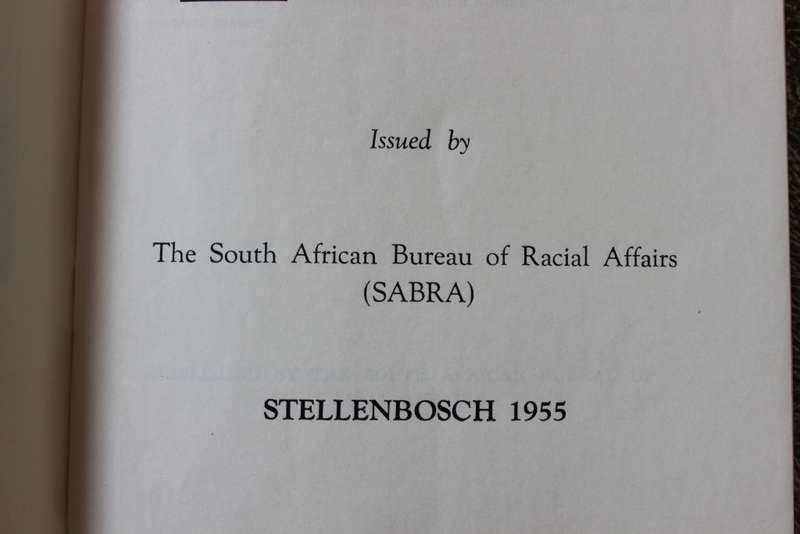 Issued by
The South African Bureau of Racial Affairs
(SABRA)
STELLENBOSCH 1955